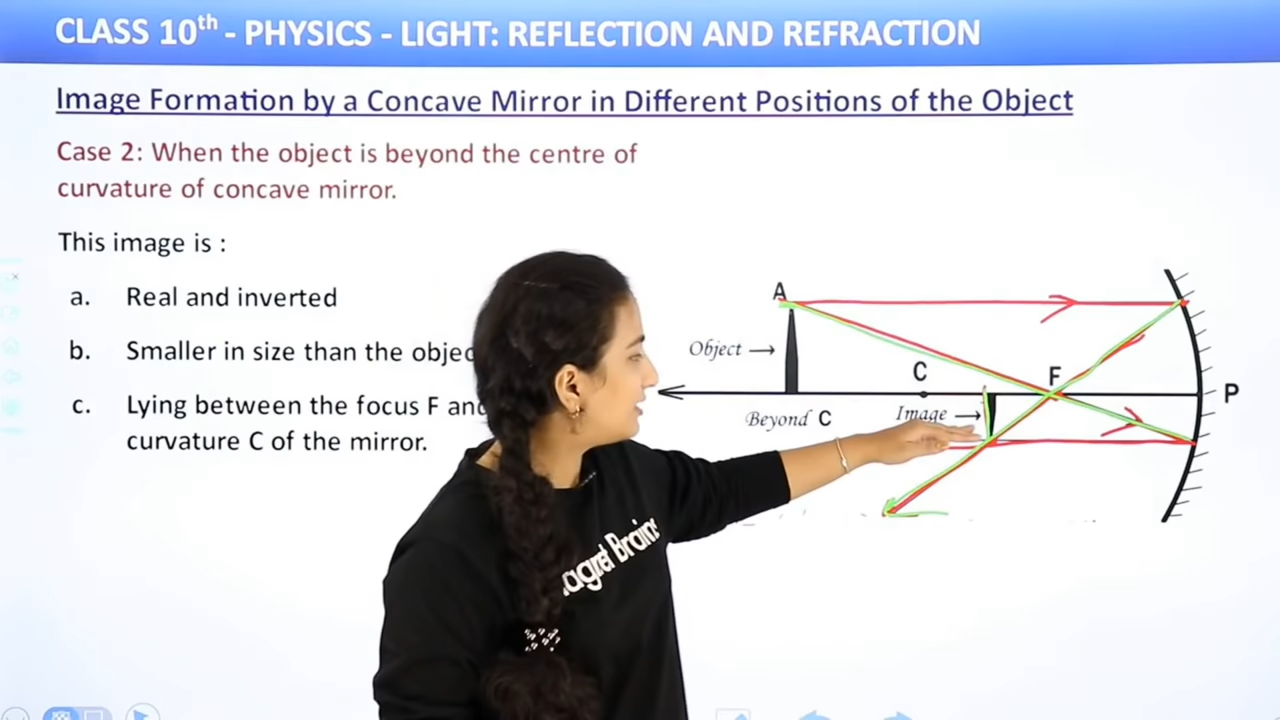 CLASS 10th - PHYSICS - LIGHT: REFLECTION AND REFRACTION
Image Formation by a Concave Mirror in Different Positions of the Object
Case 2: When the object is beyond the centre of
curvature of concave mirror.
This image is :
a. Real and inverted
b. Smaller in size than the
c. Lying between the focus F
curvature C of the mirror.
A
Object →
C
F
P
Beyond C
Image →